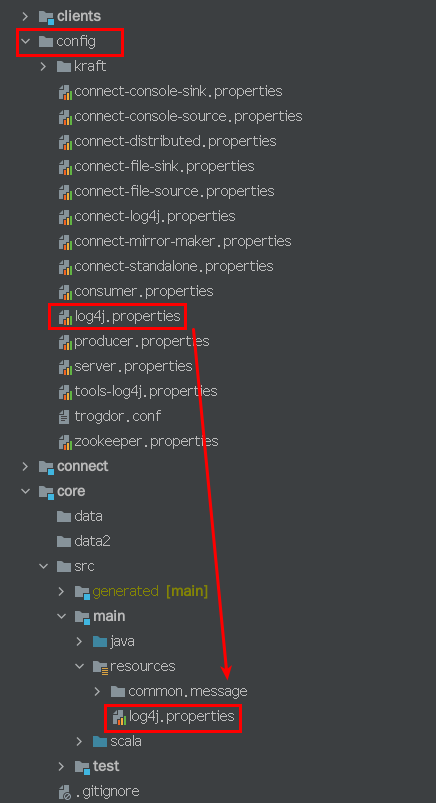 clients
config
kraft
connect-console-sink.properties
connect-console-source.properties
connect-distributed.properties
connect-file-sink.properties
connect-file-source.properties
connect-log4j.properties
connect-mirror-maker.properties
connect-standalone.properties
consumer.properties
log4j.properties
producer.properties
server.properties
tools-log4j.properties
trogdor.conf
zookeeper.properties
connect
core
data
data2
src
generated [main]
main
java
resources
common.message
log4j.properties
scala
test
.gitignore